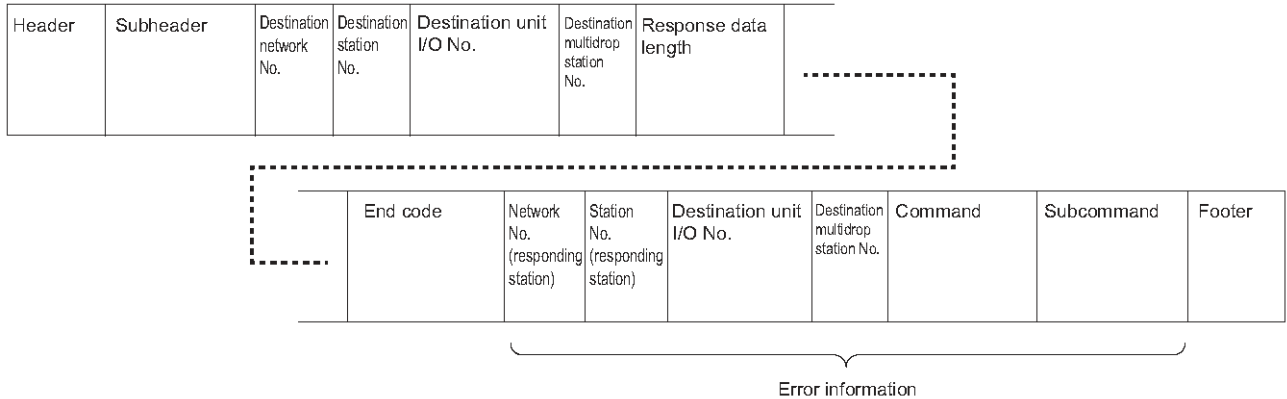 Header
Subheader
Destination
network
No.
Destination
station
No.
Destination unit
I/O No.
Destination
multidrop
station
No.
Response data
length
End code
Network
No.
(responding
station)
Station
No.
(responding
station)
Destination unit
I/O No.
Destination
multidrop
station No.
Command
Subcommand
Footer
Error information